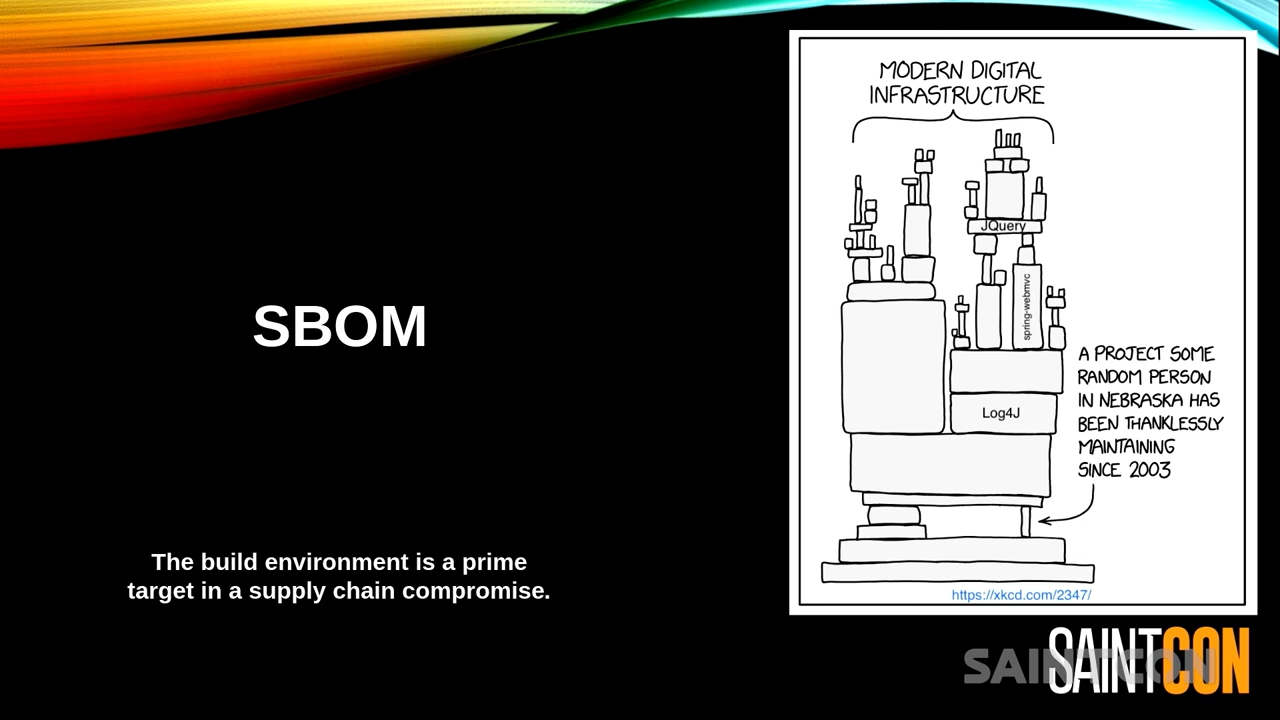 SBOM
The build environment is a prime
target in a supply chain compromise.
MODERN DIGITAL
INFRASTRUCTURE
JQuery
spring-webmvc
Log4J
A PROJECT SOME
RANDOM PERSON
IN NEBRASKA HAS
BEEN THANKLESSLY
MAINTAINING
SINCE 2003
https://xkcd.com/2347/
SAINTCON
SAINTCON